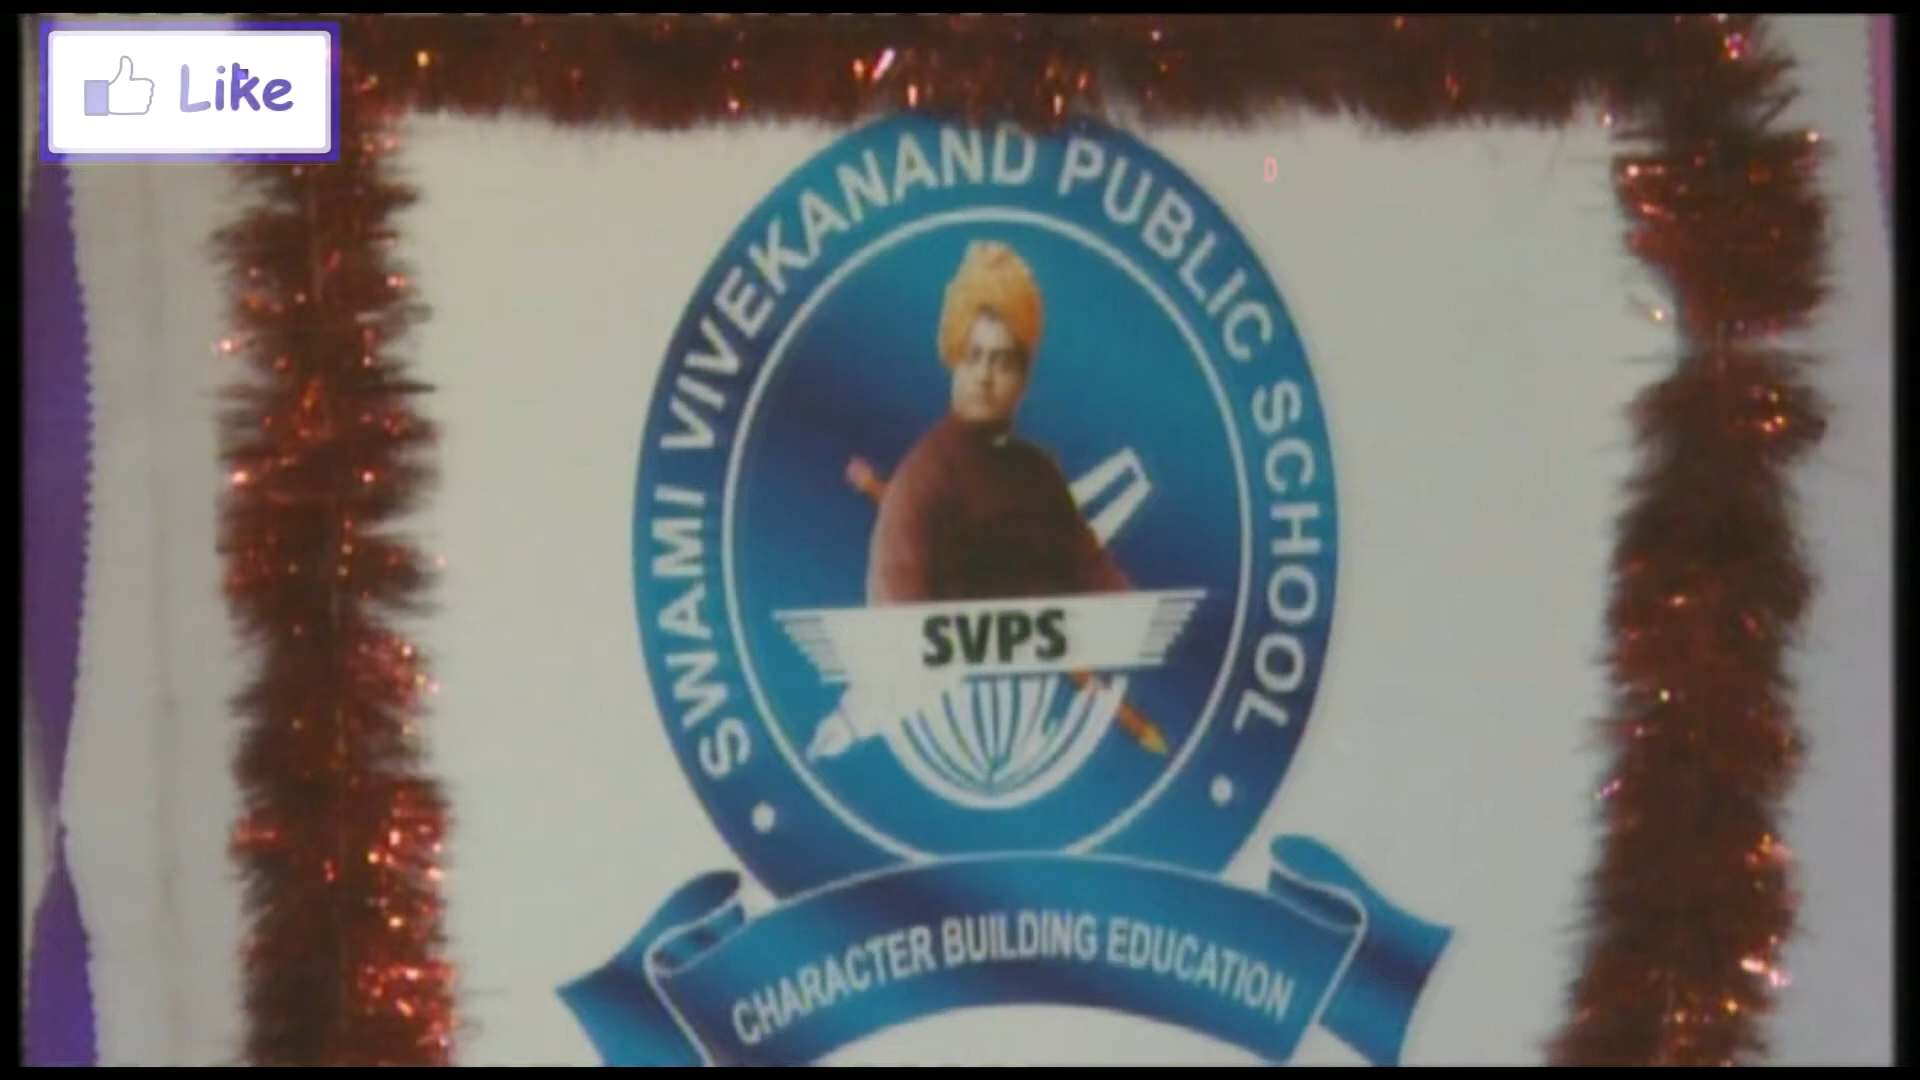 Like
D
SWAMI VIVEKANAND PUBLIC SCHOOL
SVPS
CHARACTER BUILDING EDUCATION